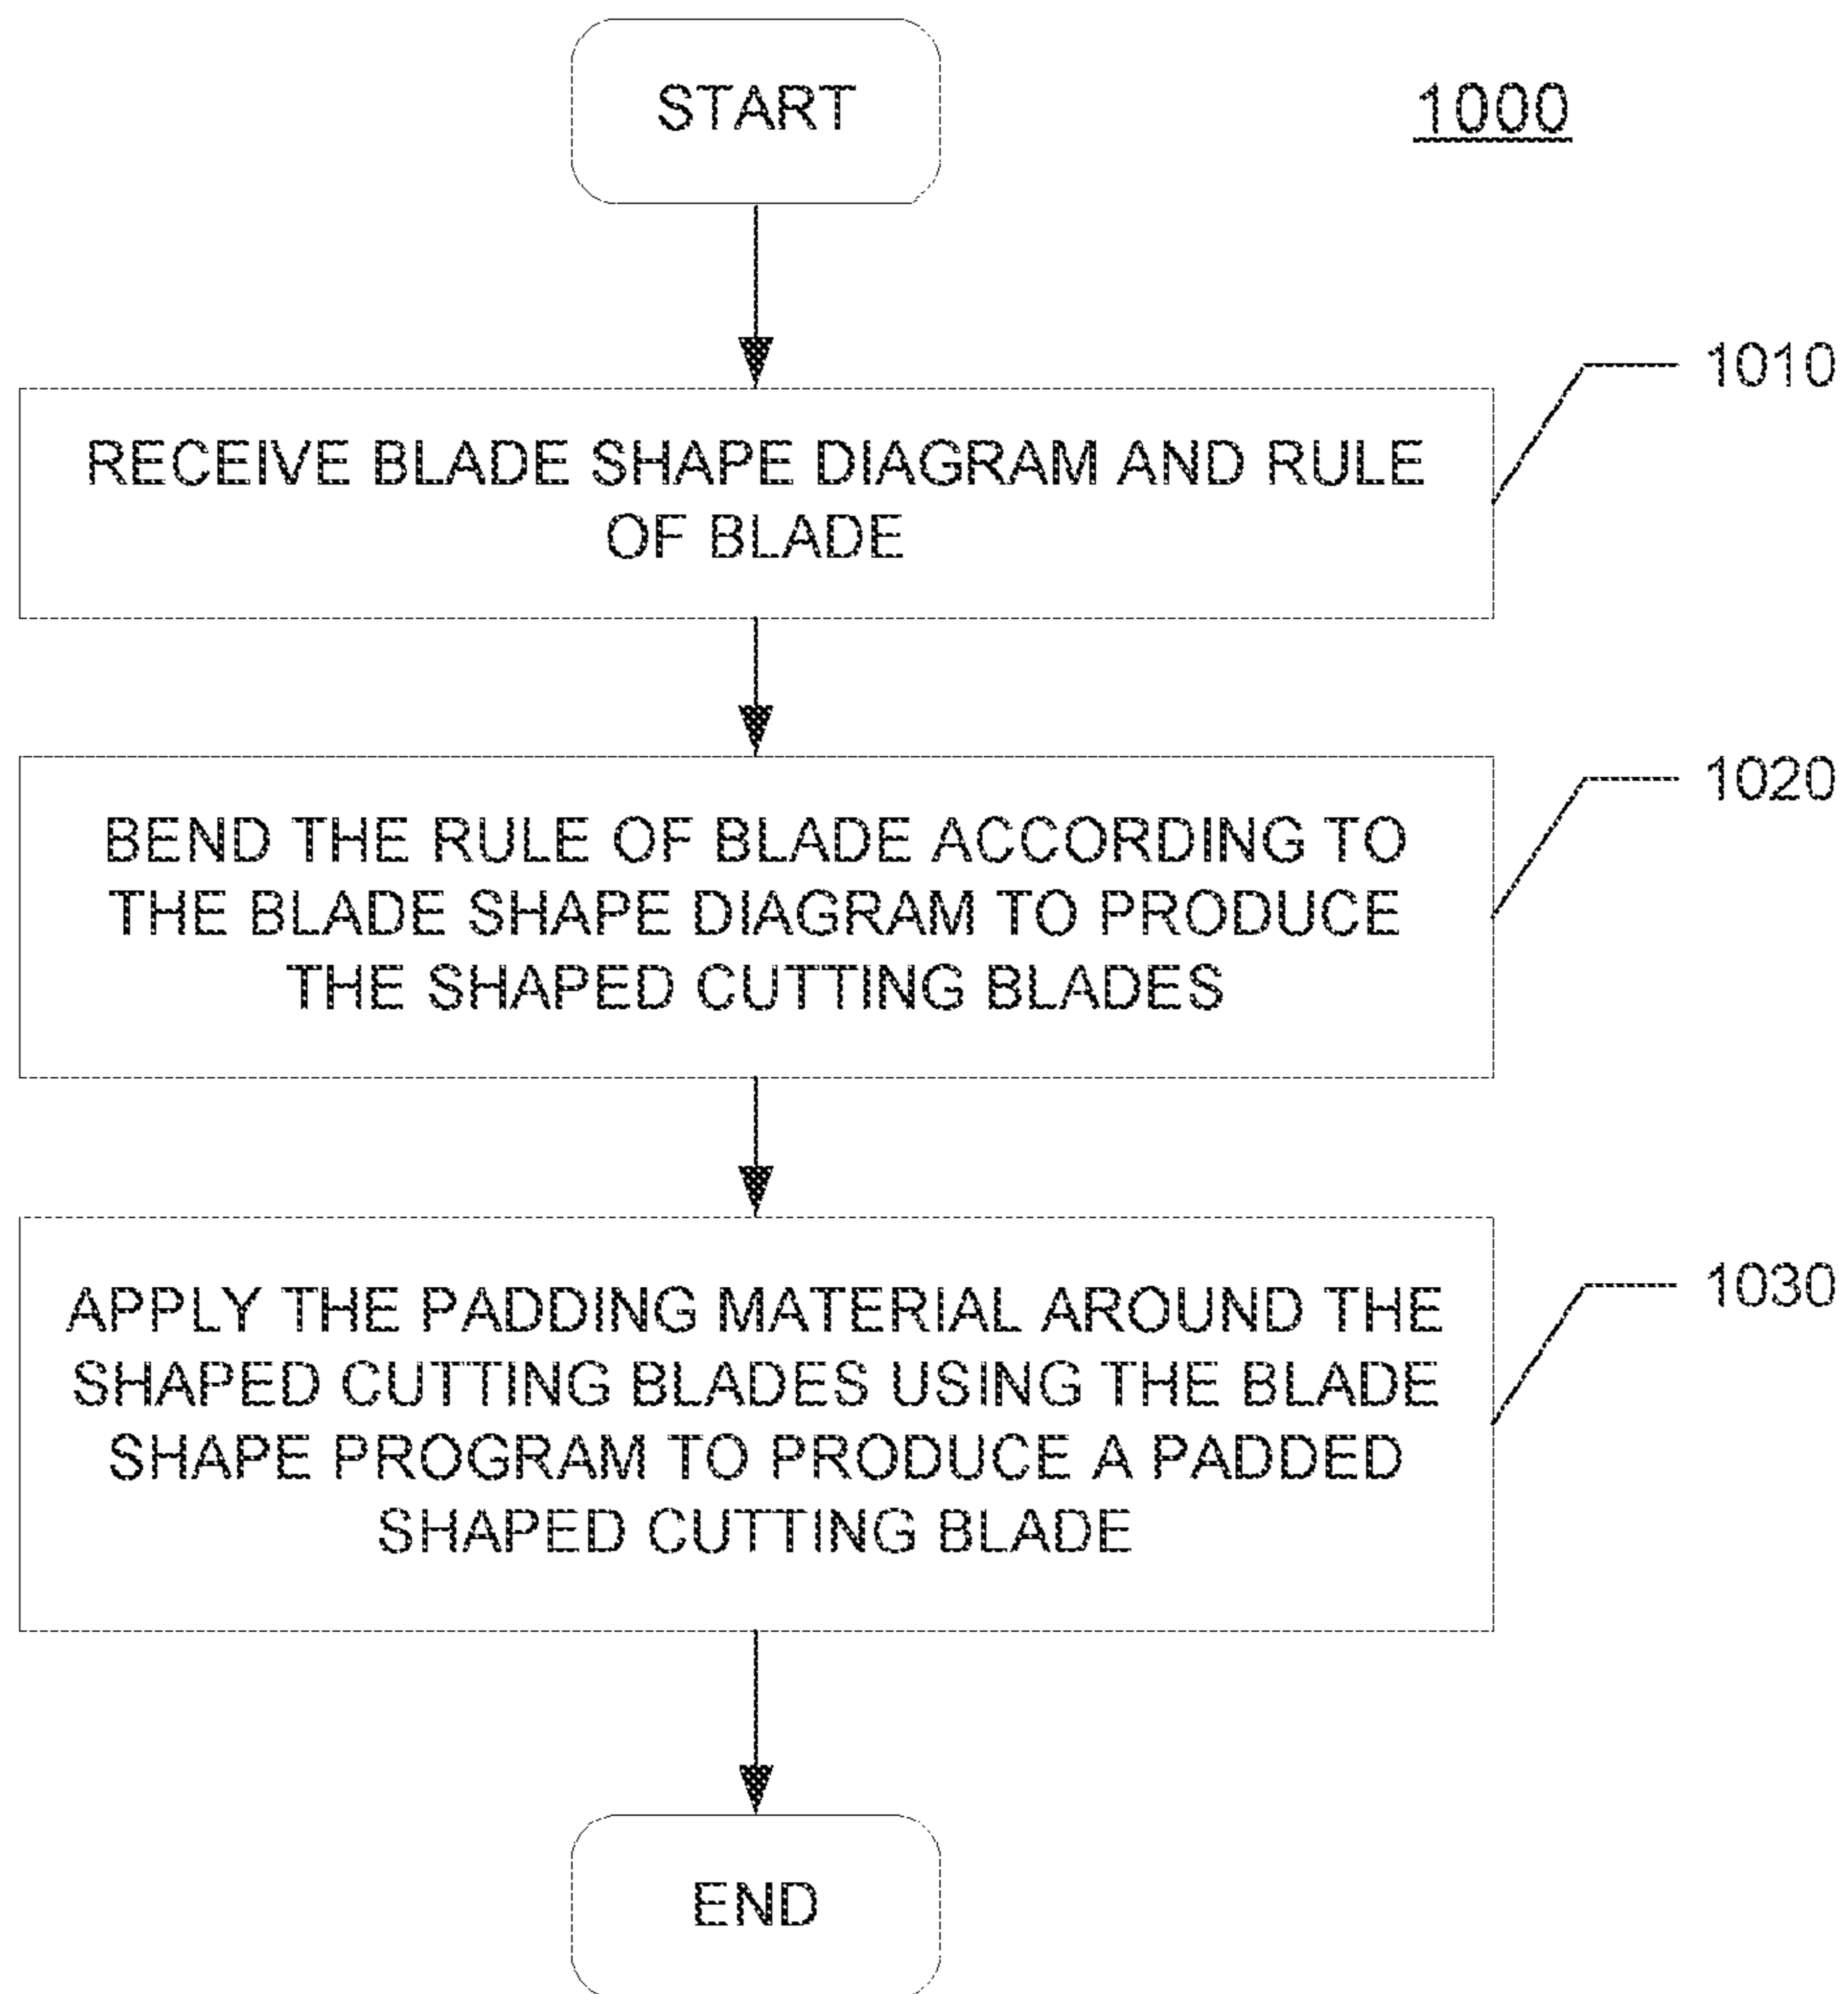 START
1000
1010
RECEIVE BLADE SHAPE DIAGRAM AND RULE
OF BLADE
1020
BEND THE RULE OF BLADE ACCORDING TO
THE BLADE SHAPE DIAGRAM TO PRODUCE
THE SHAPED CUTTING BLADES
1030
APPLY THE PADDING MATERIAL AROUND THE
SHAPED CUTTING BLADES USING THE BLADE
SHAPE PROGRAM TO PRODUCE A PADDED
SHAPED CUTTING BLADE
END